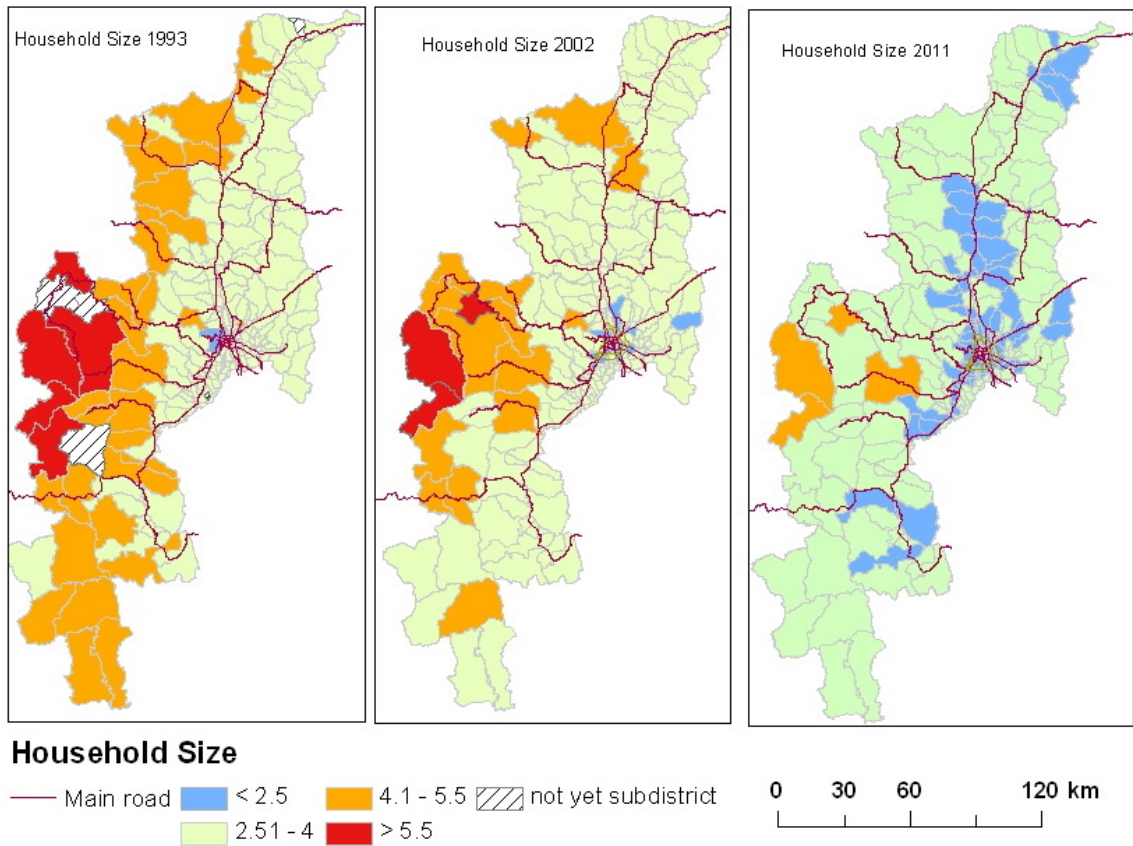 Household Size 1993
Household Size 2002
Household Size 2011
Household Size
Main road
< 2.5
4.1 - 5.5
not yet subdistrict
2.51 - 4
> 5.5
0 30 60 120 km